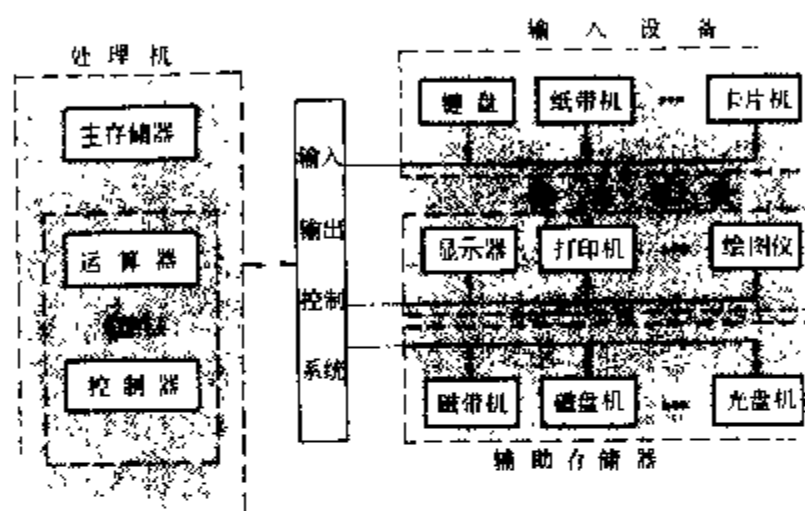 处理机
主存储器
运算器
控制器
输入
输出
控制
系统
输入设备
键盘
纸带机
卡片机
显示器
打印机
绘图仪
磁带机
磁盘机
光盘机
辅助存储器